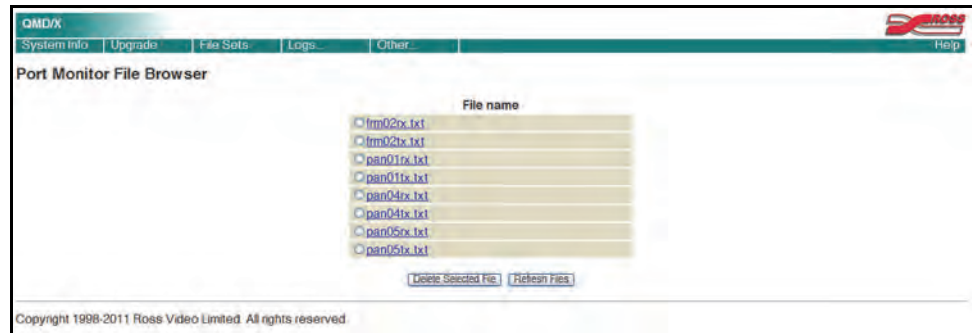 QMD/X
ROSS
System Info Upgrade File Sets Logs... Other... Help
Port Monitor File Browser
File name
frm02rx.txt
frm02tx.txt
pan01rx.txt
pan01tx.txt
pan04rx.txt
pan04tx.txt
pan05rx.txt
pan05tx.txt
Delete Selected File Refresh Files
Copyright 1998-2011 Ross Video Limited. All rights reserved.